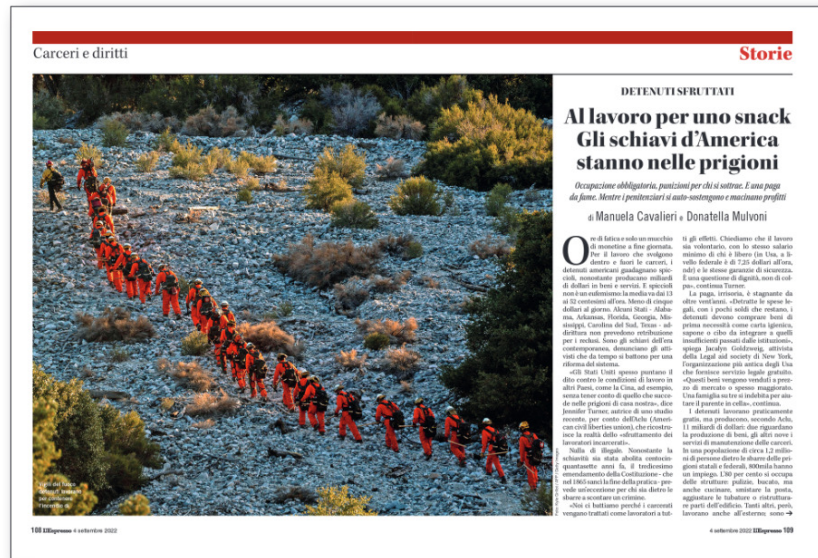 Carceri e diritti
Storie
DETENUTI SFRUTTATI
Al lavoro per uno snack
Gli schiavi d'America
stanno nelle prigioni
Occupazione obbligatoria, punizioni per chi si sottrae. E una paga
da fame. Mentre i penitenziari si auto-sostengono e macinano profitti
di Manuela Cavalieri e Donatella Mulvoni
Ore di fatica e solo un mucchio
di monetine a fine giornata.
Per il lavoro che svolgono
dentro e fuori le carceri, i
detenuti americani guadagnano spic-
cioli, nonostante producano miliardi
di dollari in beni e servizi. E spiccioli
non è un eufemismo: la media va dai 13
ai 52 centesimi all'ora. Meno di cinque
dollari al giorno. Alcuni Stati - Alaba-
ma, Arkansas, Florida, Georgia, Mis-
sissippi, Carolina del Sud, Texas - ad-
dirittura non prevedono retribuzione
per i reclusi. Sono gli schiavi dell'era
contemporanea, denunciano gli atti-
visti che da tempo si battono per una
riforma del sistema.
«Gli Stati Uniti spesso puntano il
dito contro le condizioni di lavoro in
altri Paesi, come la Cina, ad esempio,
senza tener conto di quello che succe-
de nelle prigioni di casa nostra», dice
Jennifer Turner, autrice di uno studio
recente, per conto dell'Aclu (Ameri-
can civil liberties union), che ricostrui-
sce la realtà dello «sfruttamento dei
lavoratori incarcerati».
Nulla di illegale. Nonostante la
schiavitù sia stata abolita centocin-
quantasette anni fa, il tredicesimo
emendamento della Costituzione - che
nel 1865 sancì la fine della pratica - pre-
vede un'eccezione per chi sia dietro le
sbarre a scontare un crimine.
«Noi ci battiamo perché i carcerati
vengano trattati come lavoratori a tut-
ti gli effetti. Chiediamo che il lavoro
sia volontario, con lo stesso salario
minimo di chi è libero (in Usa, a li-
vello federale è di 7,25 dollari all'ora,
ndr) e le stesse garanzie di sicurezza.
È una questione di dignità, non di col-
pa», continua Turner.
La paga, irrisoria, è stagnante da
oltre vent'anni. «Detratte le spese le-
gali, con i pochi soldi che restano, i
detenuti devono comprare beni di
prima necessità come carta igienica,
sapone o cibo da integrare a quelli
insufficienti passati dalle istituzioni»,
spiega Jacalyn Goldzweig, attivista
della Legal aid society di New York,
l'organizzazione più antica degli Usa
che fornisce servizio legale gratuito.
«Questi beni vengono venduti a prez-
zo di mercato o spesso maggiorato.
Una famiglia su tre si indebita per aiu-
tare il parente in cella», continua.
I detenuti lavorano praticamente
gratis, ma producono, secondo Aclu,
11 miliardi di dollari: due riguardano
la produzione di beni, gli altri nove i
servizi di manutenzione delle carceri.
In una popolazione di circa 1,2 milio-
ni di persone dietro le sbarre delle pri-
gioni statali e federali, 800mila hanno
un impiego. L'80 per cento si occupa
delle strutture: pulizie, bucato, ma
anche cucinare, smistare la posta,
aggiustare le tubature o ristruttura-
re parti dell'edificio. Tanti altri, però,
lavorano anche all'esterno; sono →
108 L'Espresso 4 settembre 2022
4 settembre 2022 L'Espresso 109